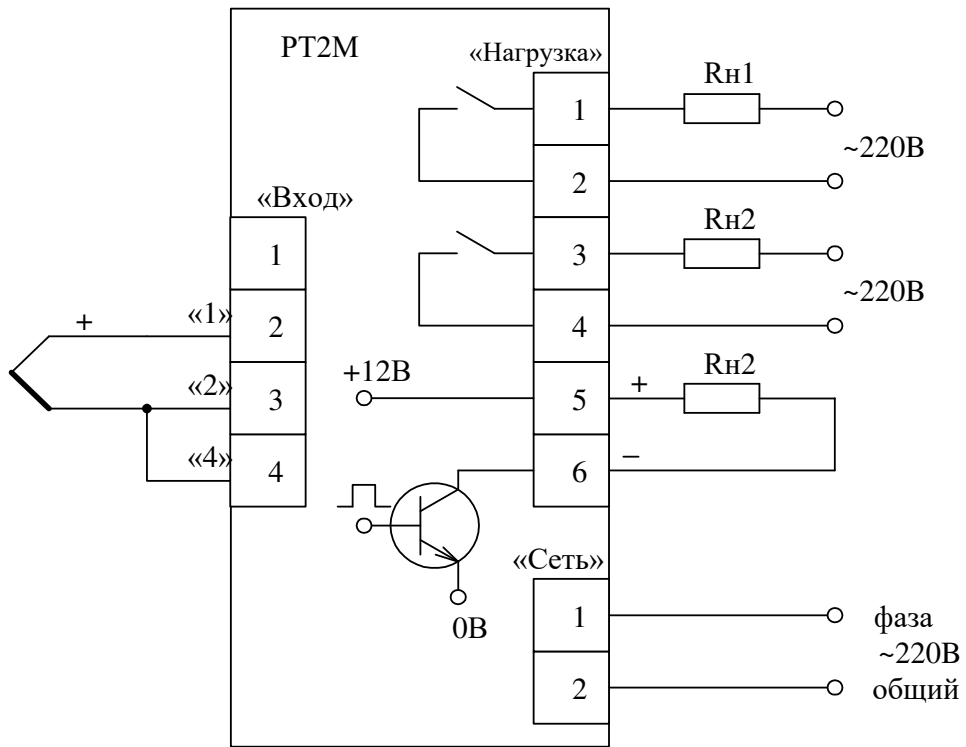 РТ2М
«Нагрузка»
Rн1
1
~220В
2
«Вход»
Rн2
1
3
~220В
+
«1»
2
4
+12В
Rн2
«2»
3
5
+
«4»
4
6
–
«Сеть»
0В
1
фаза
~220В
2
общий